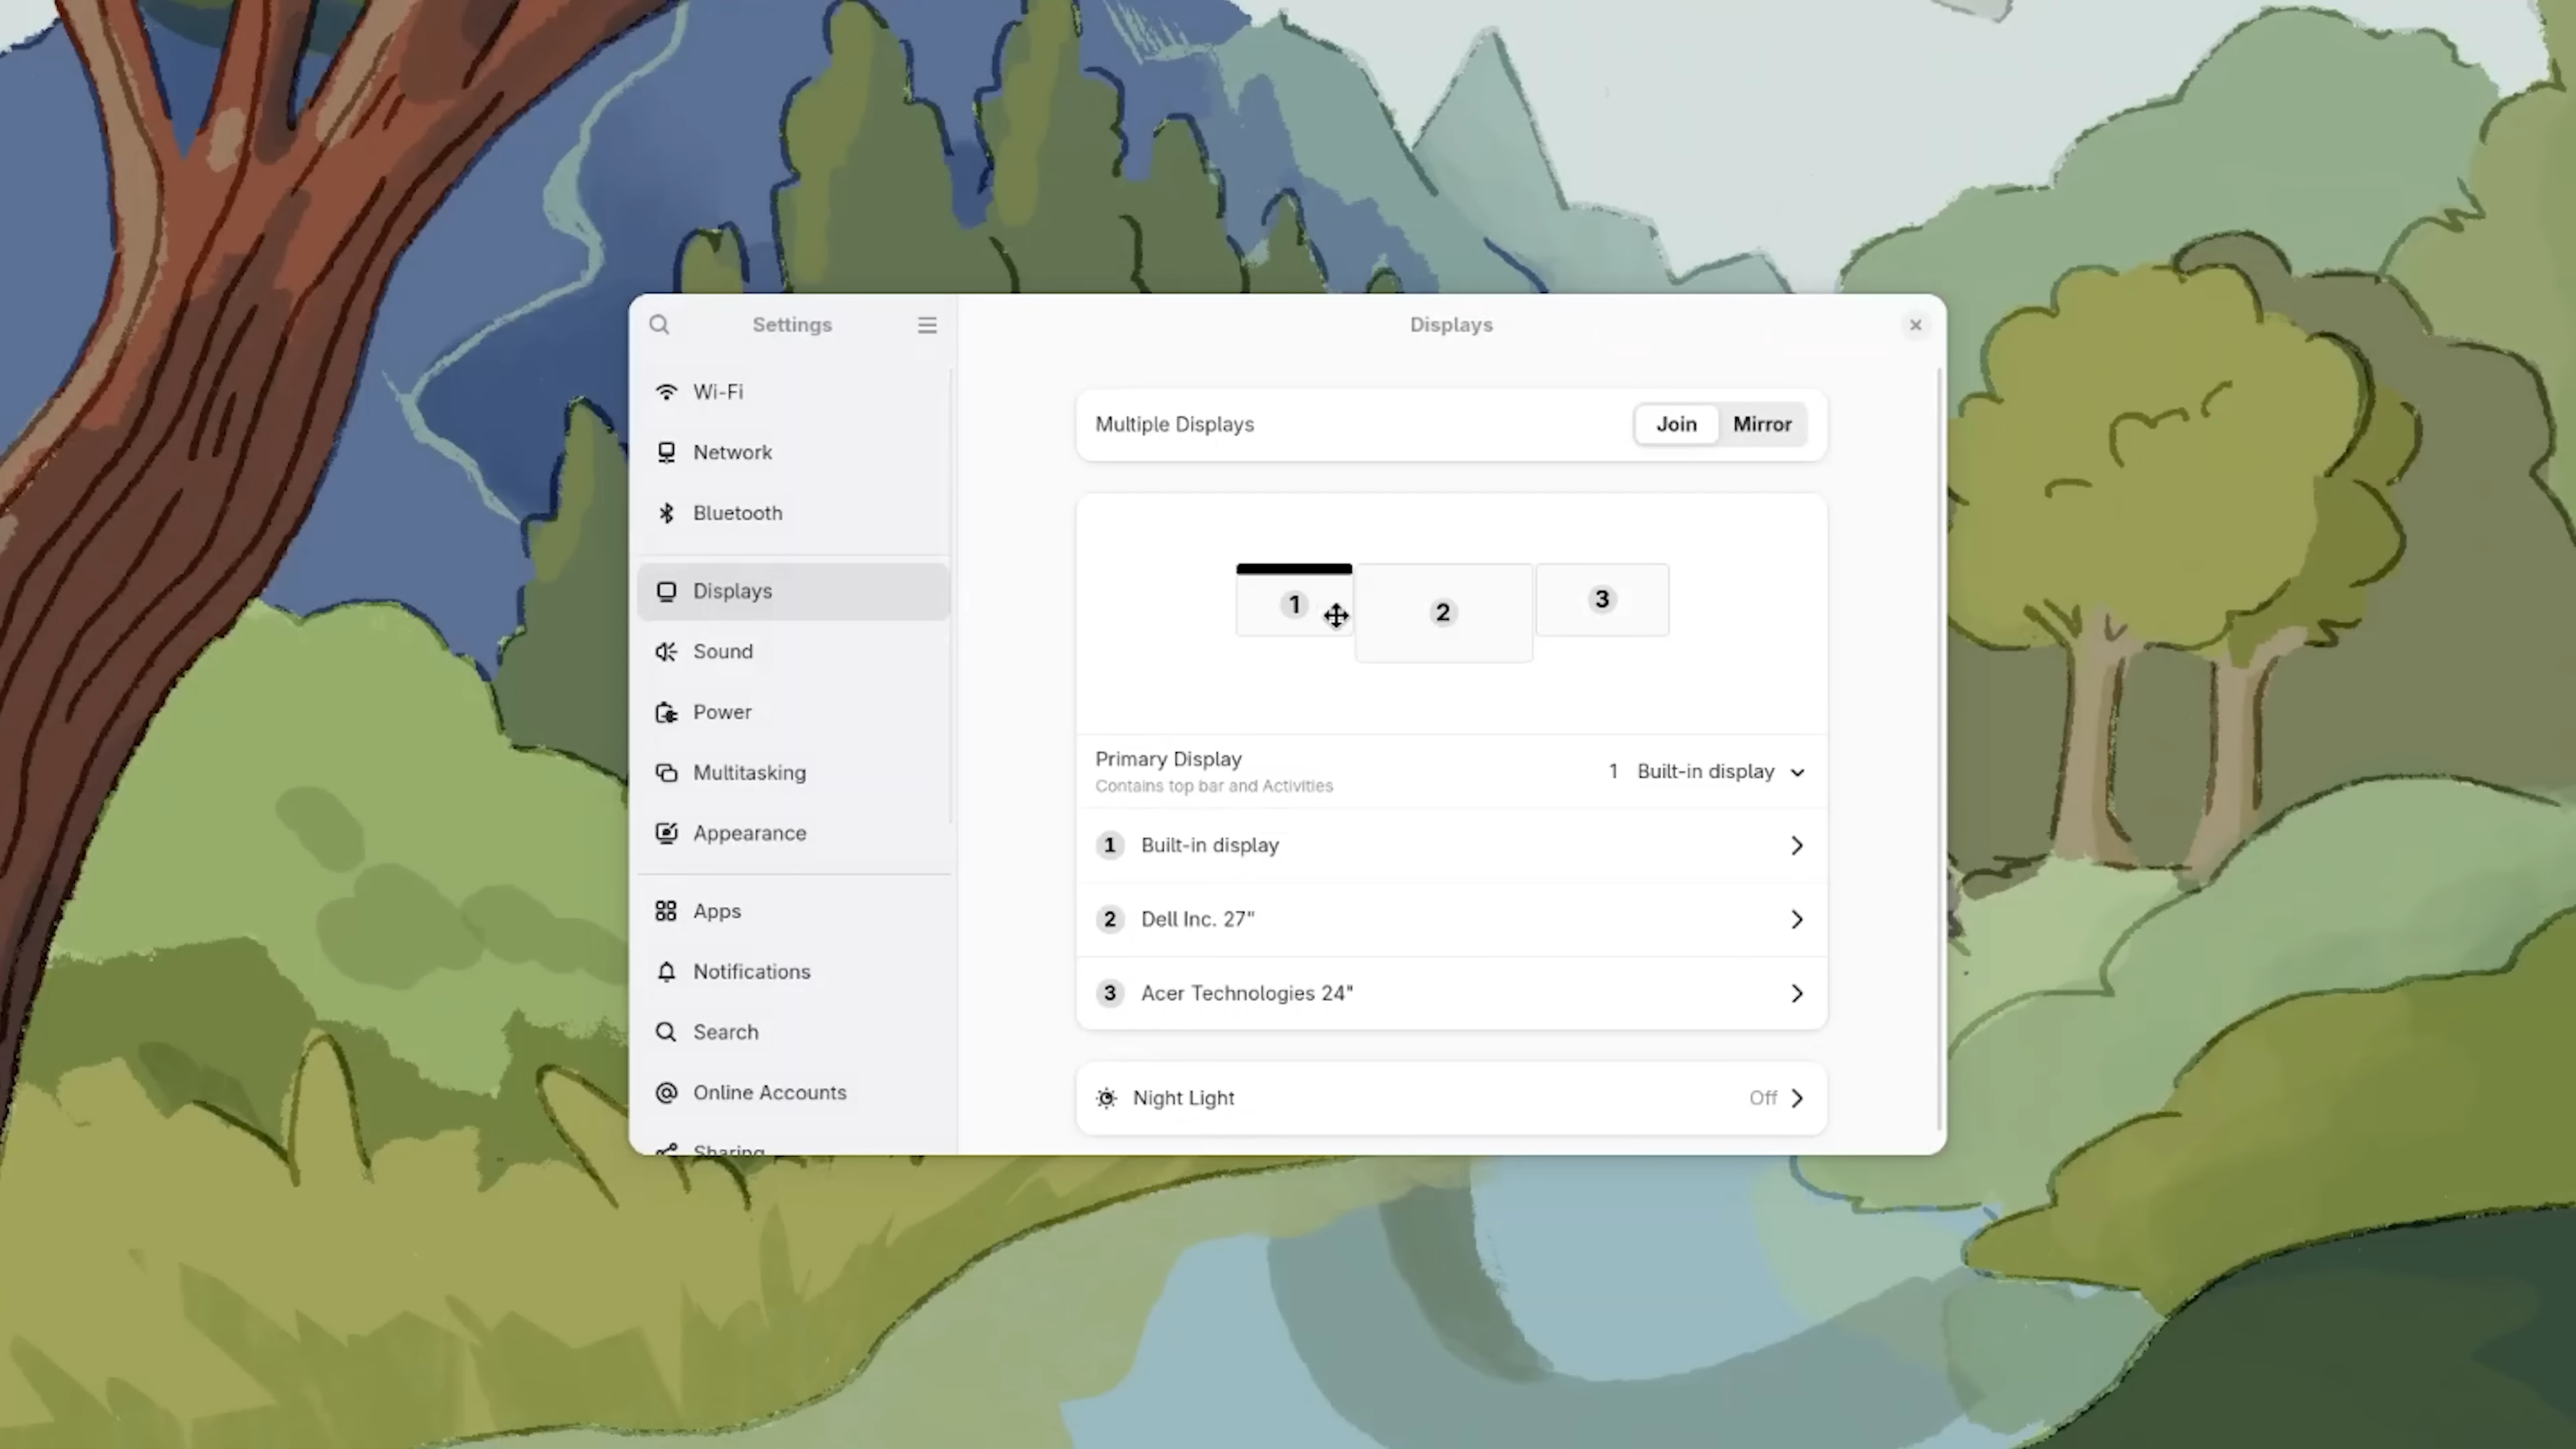 Settings
Wi-Fi
Network
Bluetooth
Displays
Sound
Power
Multitasking
Appearance
Apps
Notifications
Search
Online Accounts
Sharing
Displays
Multiple Displays
Join Mirror
1 2 3
Primary Display
Contains top bar and Activities
1 Built-in display
1 Built-in display
2 Dell Inc. 27"
3 Acer Technologies 24"
Night Light Off